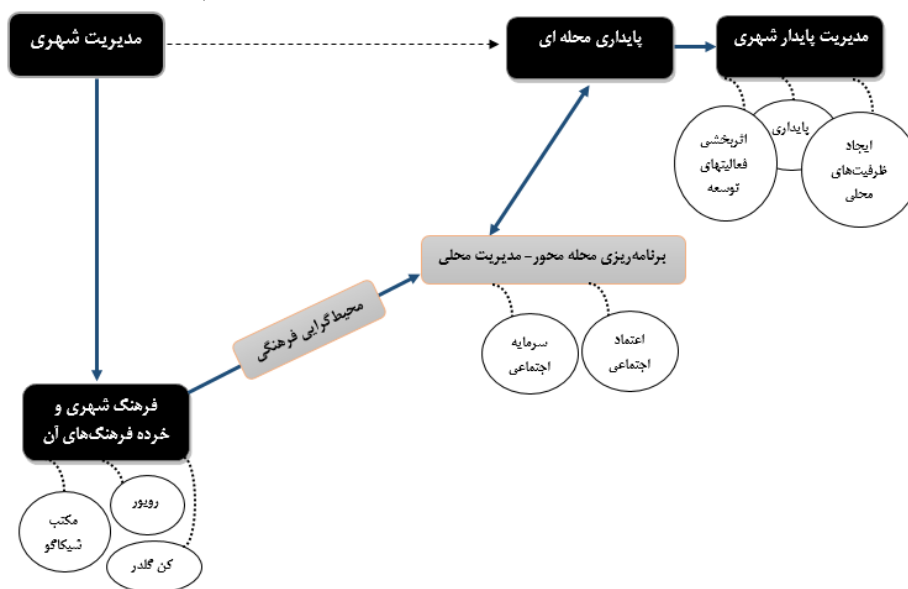 مدیریت شهری
پایداری محله ای
مدیریت پایدار شهری
اثربخشی
فعالیتهای
توسعه
پایداری
ایجاد
ظرفیت‌های
محلی
برنامه‌ریزی محله محور- مدیریت محلی
محیط‌گرایی فرهنگی
سرمایه
اجتماعی
اعتماد
اجتماعی
فرهنگ شهری و
خرده فرهنگ‌های آن
مکتب
شیکاگو
رویور
کن گلدر